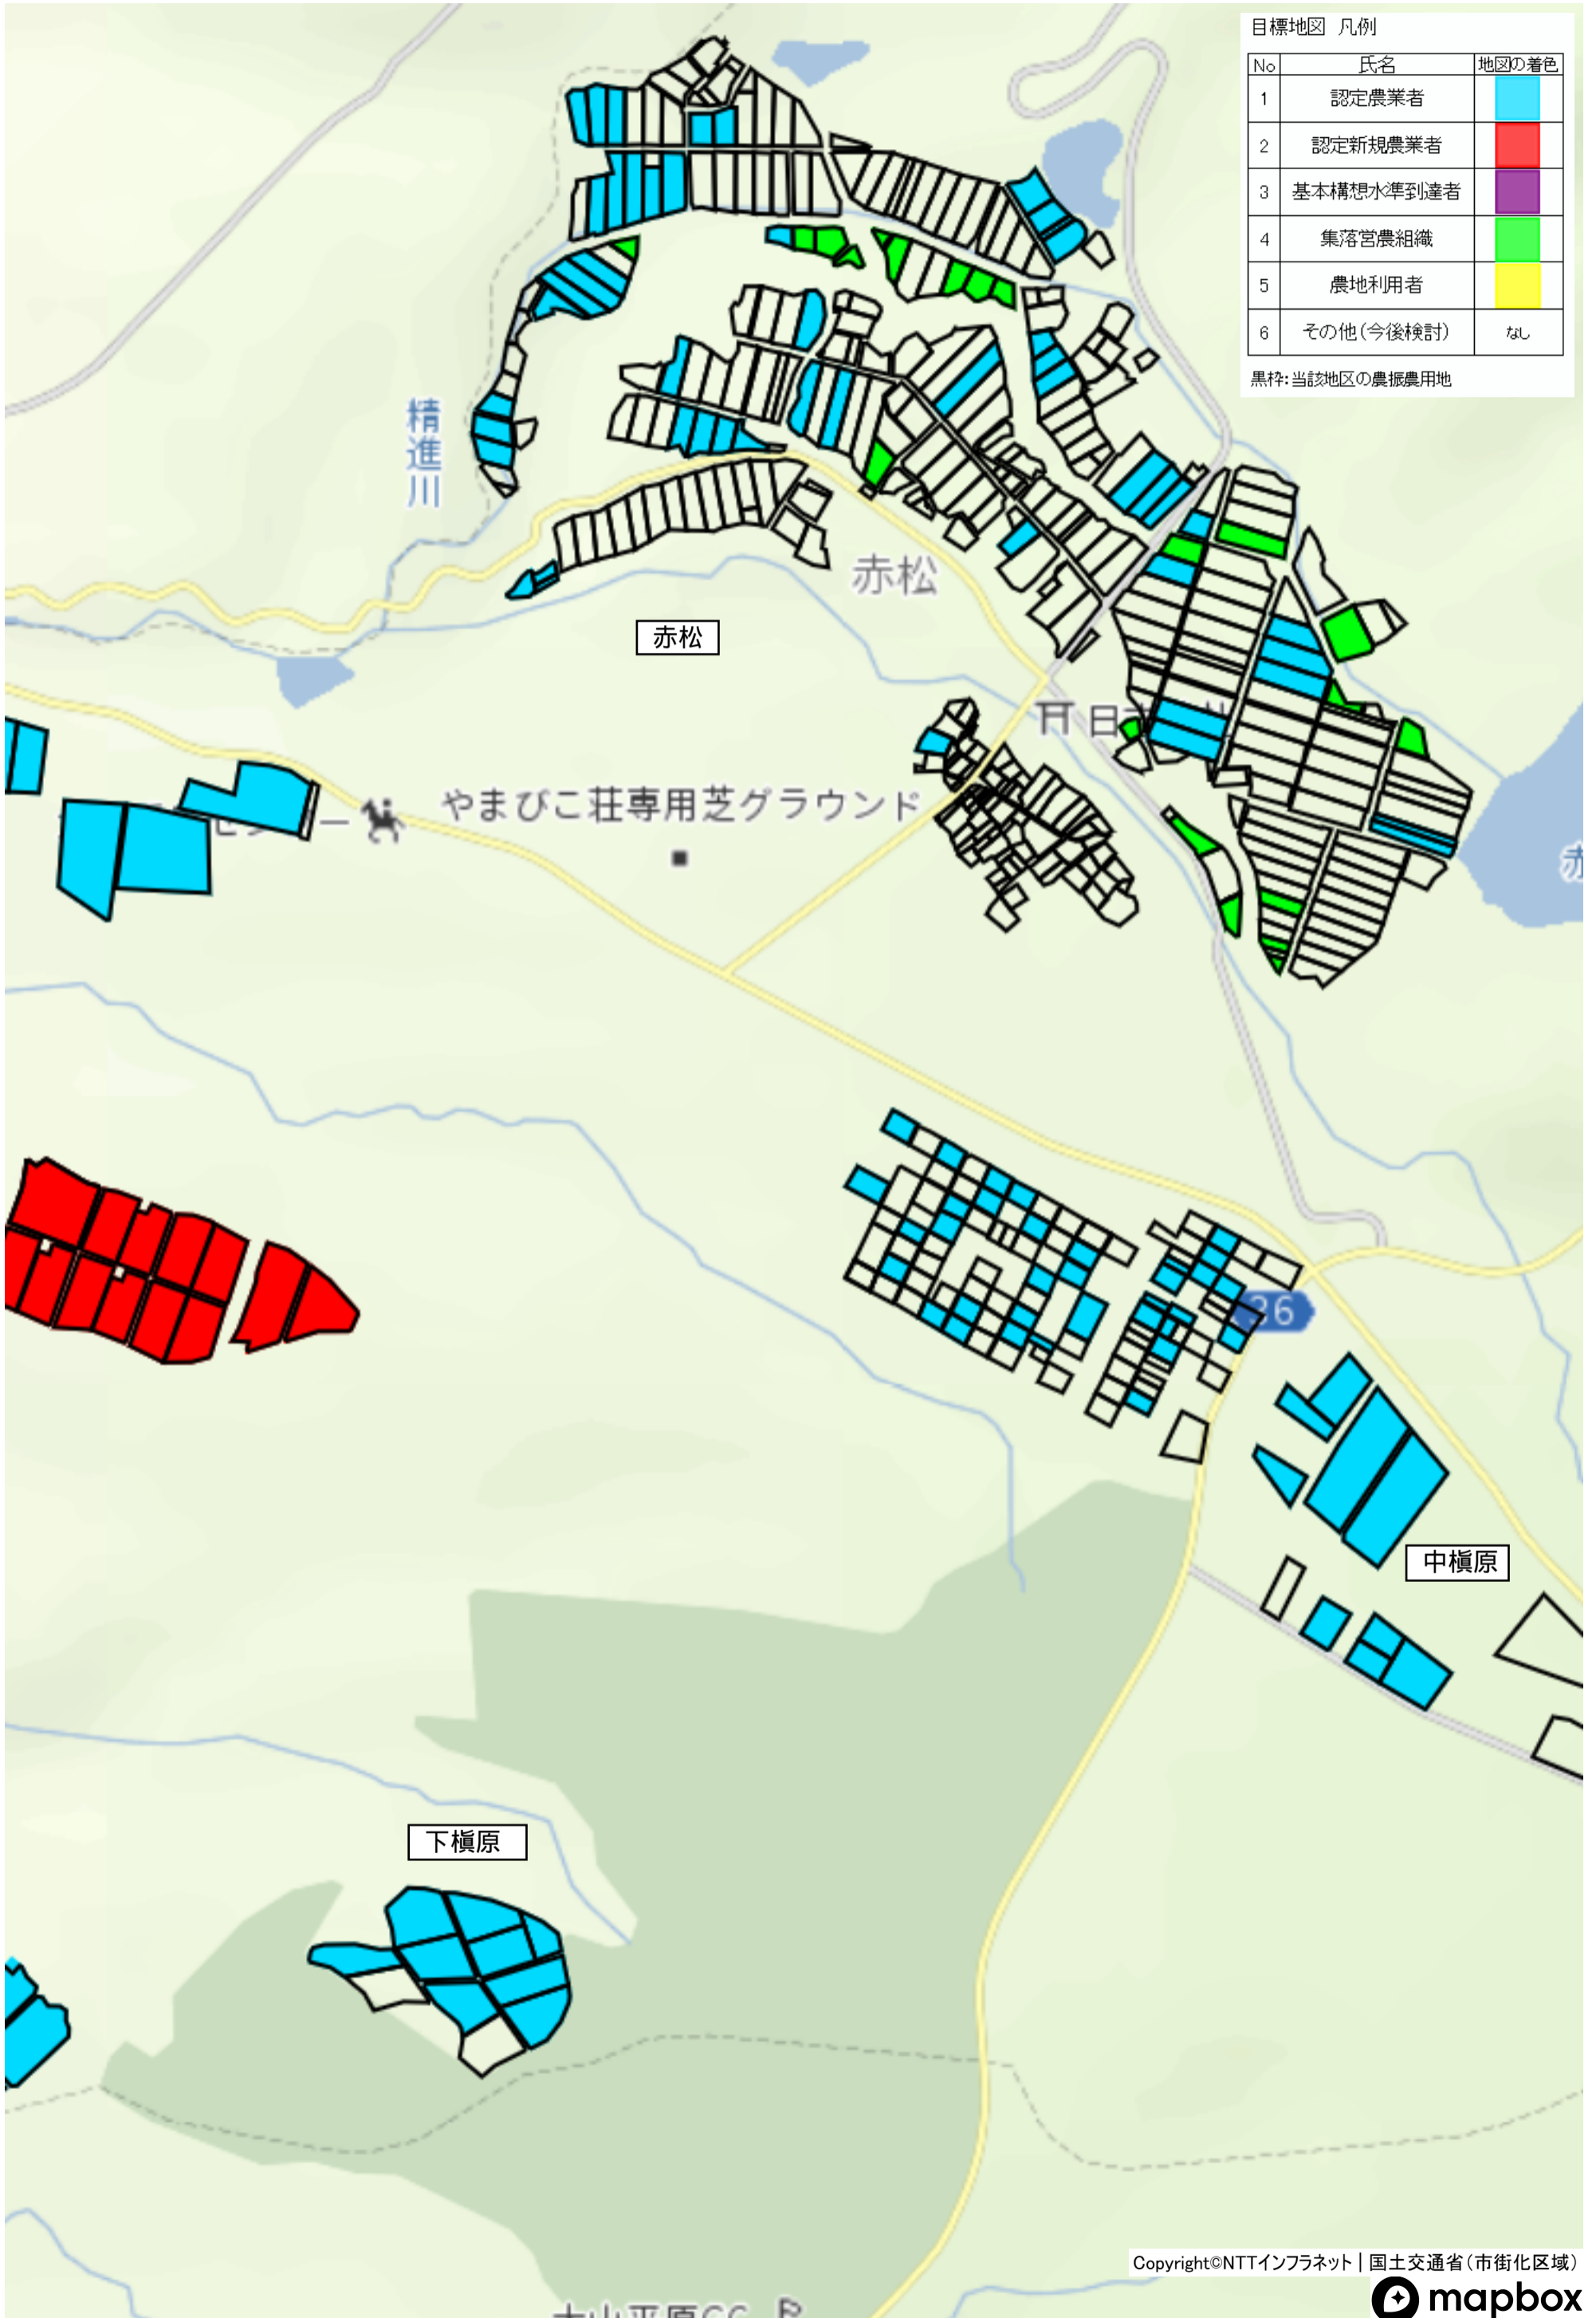 目標地図 凡例
No 氏名 地図の着色
1 認定農業者
2 認定新規農業者
3 基本構想水準到達者
4 集落営農組織
5 農地利用者
6 その他(今後検討) なし
黒枠:当該地区の農振農用地
精進川
赤松
赤松
日
やまびこ荘専用芝グラウンド
ー
赤
36
中槇原
下槇原
Copyright©NTTインフラネット | 国土交通省(市街化区域)
mapbox